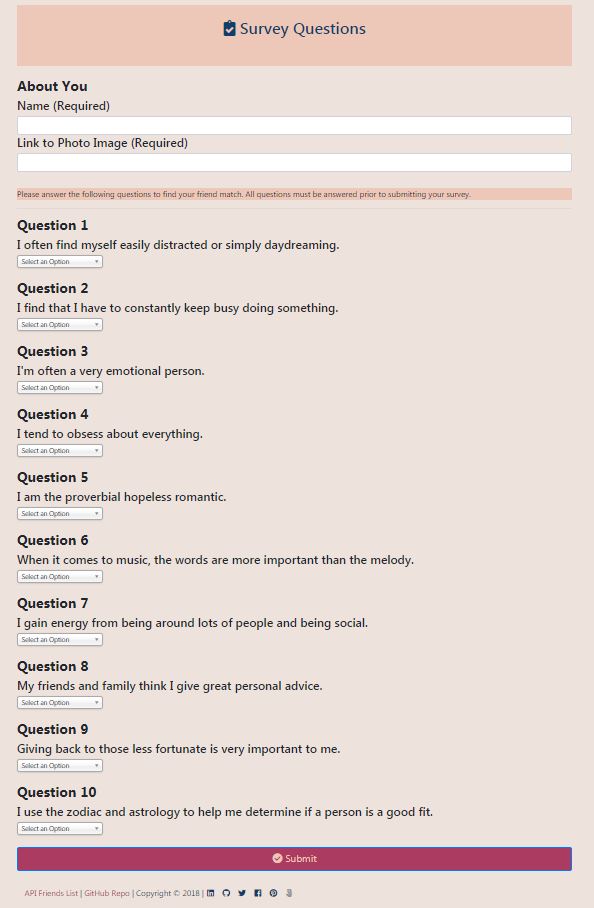 Survey Questions
About You
Name (Required)
Link to Photo Image (Required)
Please answer the following questions to find your friend match. All questions must be answered prior to submitting your survey.
Question 1
I often find myself easily distracted or simply daydreaming.
Select an Option
Question 2
I find that I have to constantly keep busy doing something.
Select an Option
Question 3
I'm often a very emotional person.
Select an Option
Question 4
I tend to obsess about everything.
Select an Option
Question 5
I am the proverbial hopeless romantic.
Select an Option
Question 6
When it comes to music, the words are more important than the melody.
Select an Option
Question 7
I gain energy from being around lots of people and being social.
Select an Option
Question 8
My friends and family think I give great personal advice.
Select an Option
Question 9
Giving back to those less fortunate is very important to me.
Select an Option
Question 10
I use the zodiac and astrology to help me determine if a person is a good fit.
Select an Option
Submit
API Friends List | GitHub Repo | Copyright © 2018 |